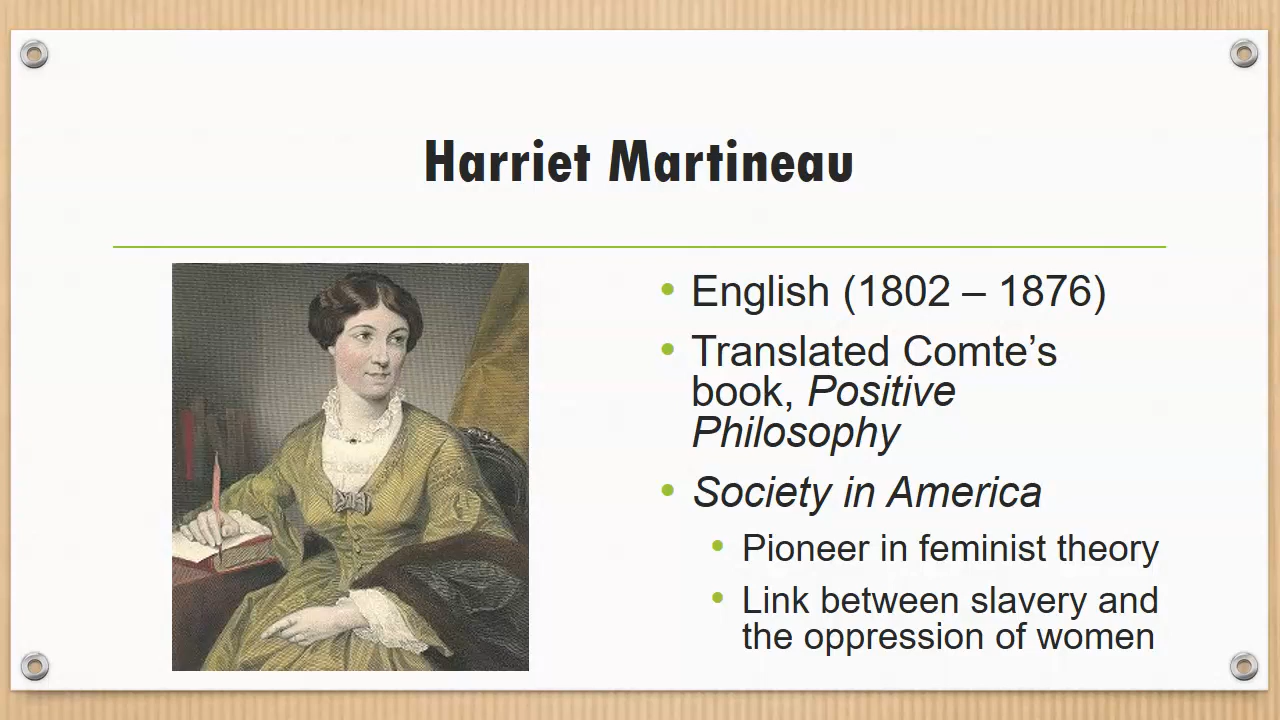 Harriet Martineau
• English (1802 – 1876)
• Translated Comte’s
book, Positive
Philosophy
• Society in America
• Pioneer in feminist theory
• Link between slavery and
the oppression of women